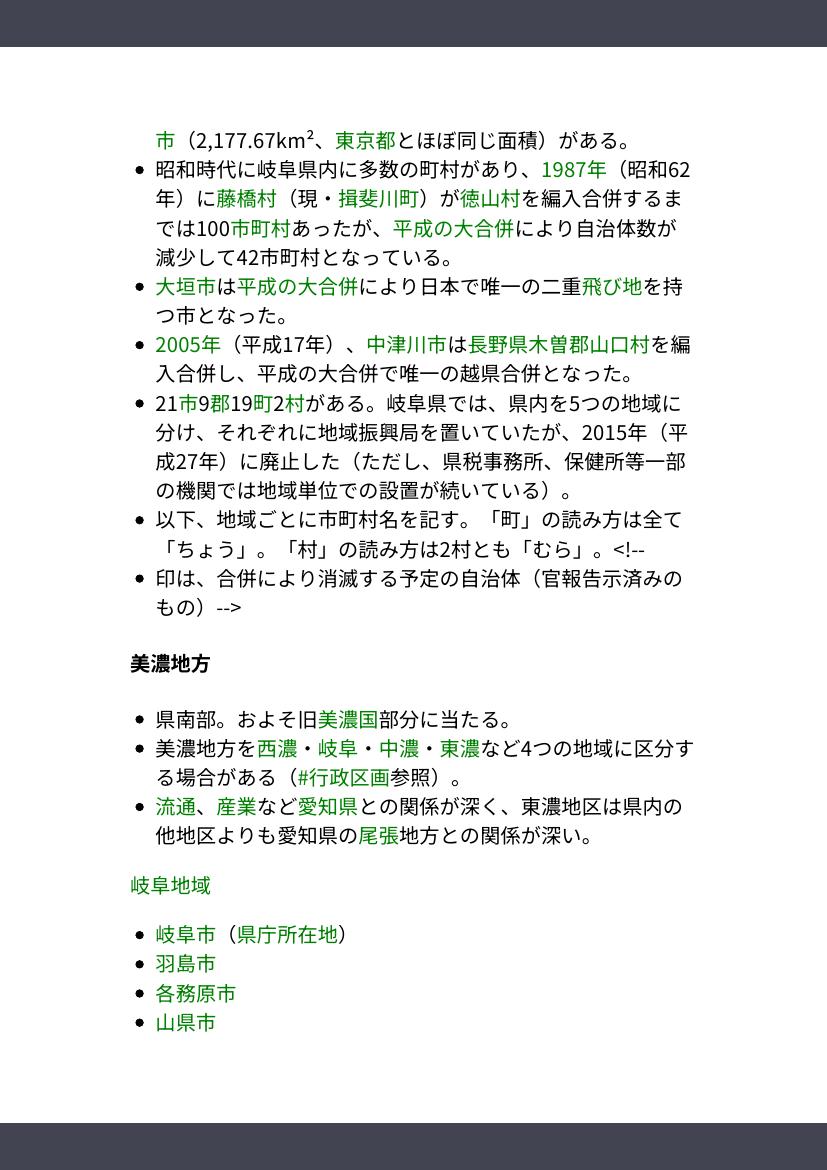 市（2,177.67km²、東京都とほぼ同じ面積）がある。
昭和時代に岐阜県内に多数の町村があり、1987年（昭和62
年）に藤橋村（現・揖斐川町）が徳山村を編入合併するま
では100市町村あったが、平成の大合併により自治体数が
減少して42市町村となっている。
大垣市は平成の大合併により日本で唯一の二重飛び地を持
つ市となった。
2005年（平成17年）、中津川市は長野県木曽郡山口村を編
入合併し、平成の大合併で唯一の越県合併となった。
21市9郡19町2村がある。岐阜県では、県内を5つの地域に
分け、それぞれに地域振興局を置いていたが、2015年（平
成27年）に廃止した（ただし、県税事務所、保健所等一部
の機関では地域単位での設置が続いている）。
以下、地域ごとに市町村名を記す。「町」の読み方は全て
「ちょう」。「村」の読み方は2村とも「むら」。<!--
印は、合併により消滅する予定の自治体（官報告示済みの
もの）-->
美濃地方
県南部。およそ旧美濃国部分に当たる。
美濃地方を西濃・岐阜・中濃・東濃など4つの地域に区分す
る場合がある（#行政区画参照）。
流通、産業など愛知県との関係が深く、東濃地区は県内の
他地区よりも愛知県の尾張地方との関係が深い。
岐阜地域
岐阜市（県庁所在地）
羽島市
各務原市
山県市